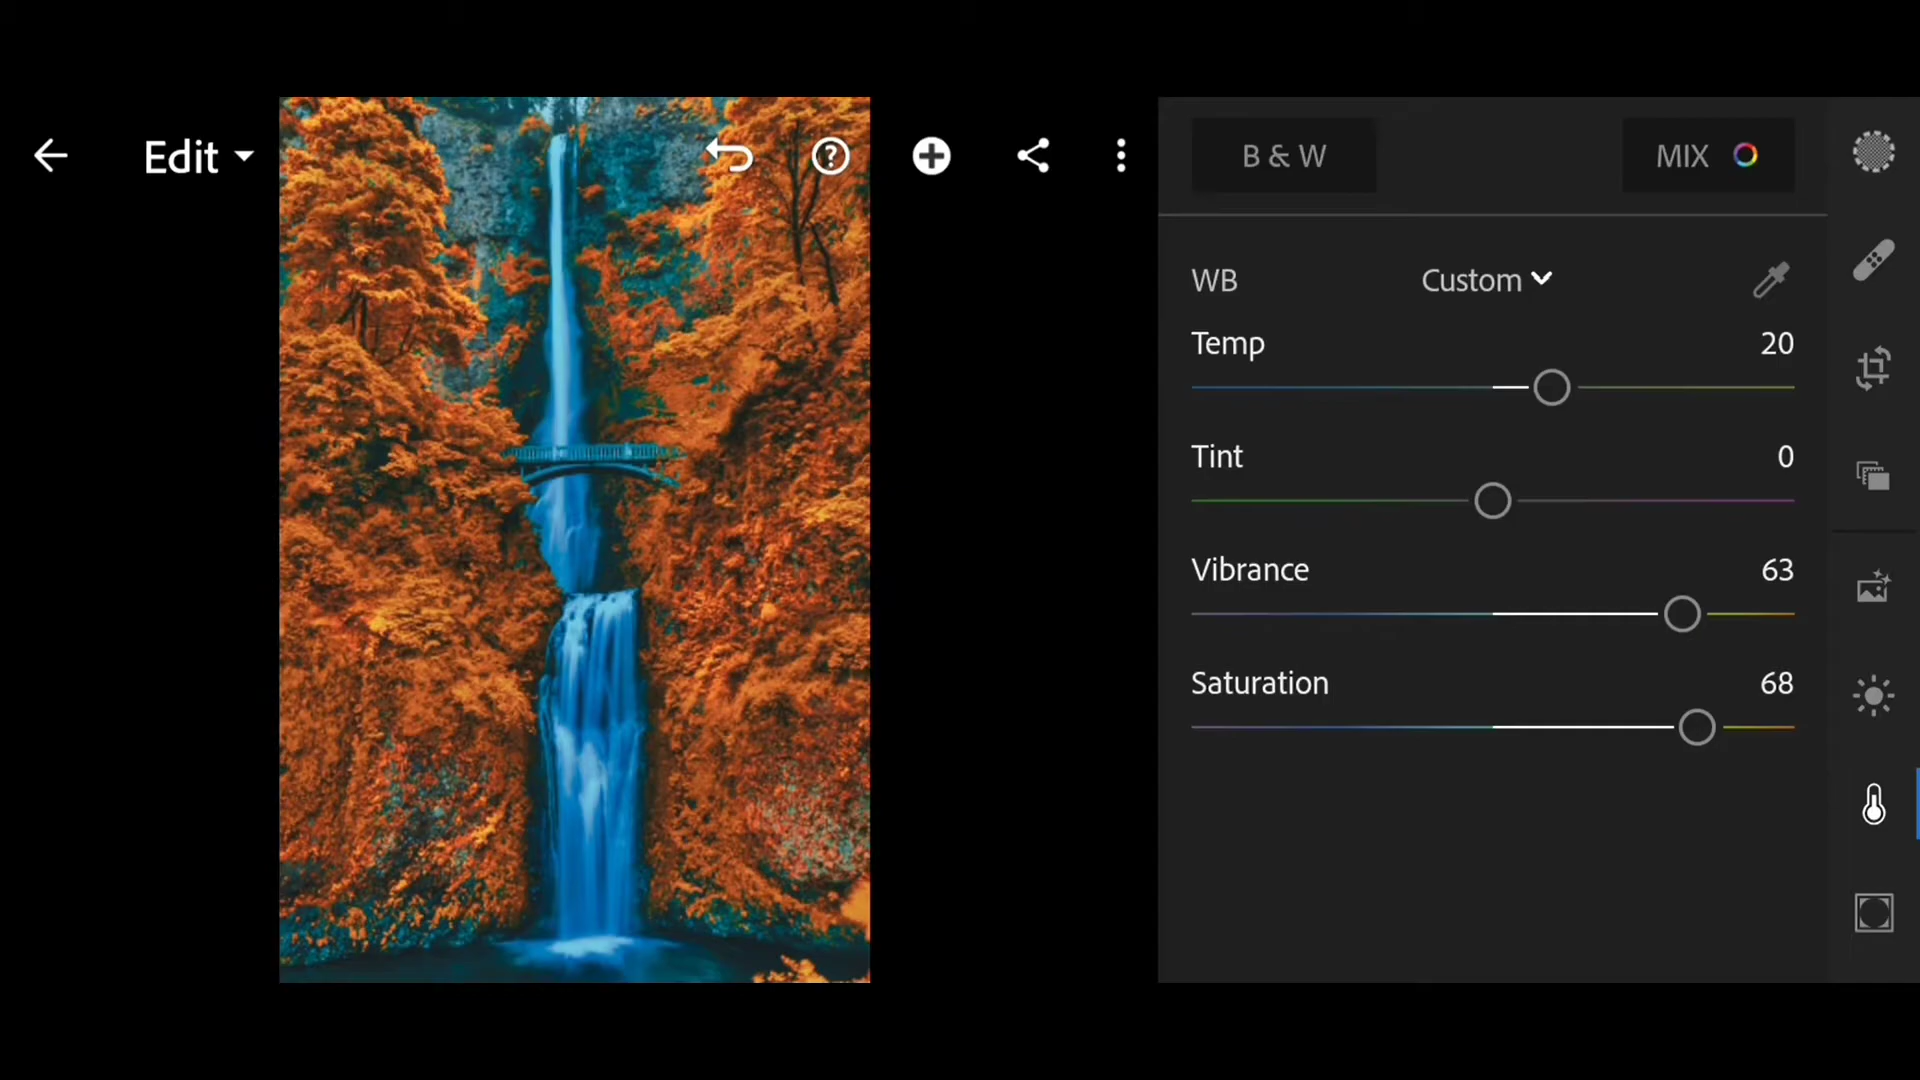 Edit
B & W
MIX
WB Custom
Temp 20
Tint 0
Vibrance 63
Saturation 68